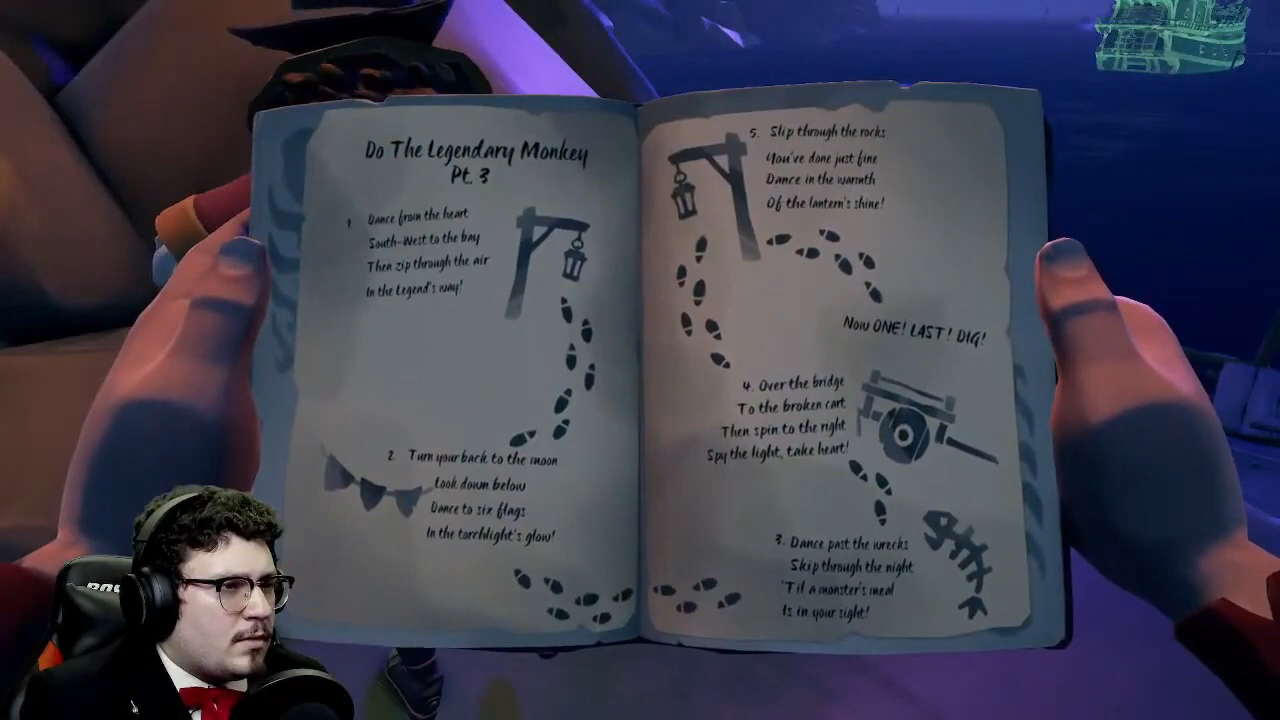 Do The Legendary Monkey
Pt. 3
1 Dance from the heart
South-West to the bay
Then zip through the air
In the Legend's way!
2. Turn your back to the moon
Look down below
Dance to six flags
In the torchlight's glow!
3. Dance past the wrecks
Skip through the night
'Til a monster's meal
Is in your sight!
4. Over the bridge
To the broken cart
Then spin to the right
Spy the light, take heart!
5. Slip through the rocks
You've done just fine
Dance in the warmth
Of the lantern's shine!
Now ONE! LAST! DIG!